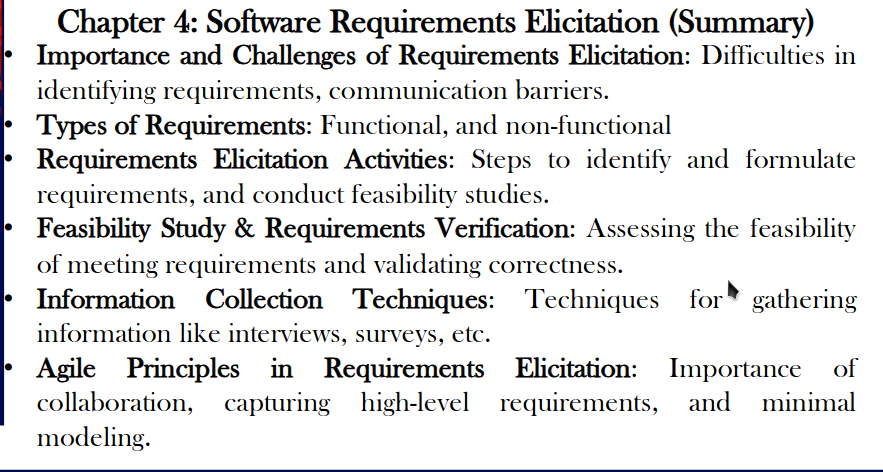 Chapter 4: Software Requirements Elicitation (Summary)
• Importance and Challenges of Requirements Elicitation: Difficulties in
identifying requirements, communication barriers.
• Types of Requirements: Functional, and non-functional
• Requirements Elicitation Activities: Steps to identify and formulate
requirements, and conduct feasibility studies.
• Feasibility Study & Requirements Verification: Assessing the feasibility
of meeting requirements and validating correctness.
• Information Collection Techniques: Techniques for gathering
information like interviews, surveys, etc.
• Agile Principles in Requirements Elicitation: Importance of
collaboration, capturing high-level requirements, and minimal
modeling.